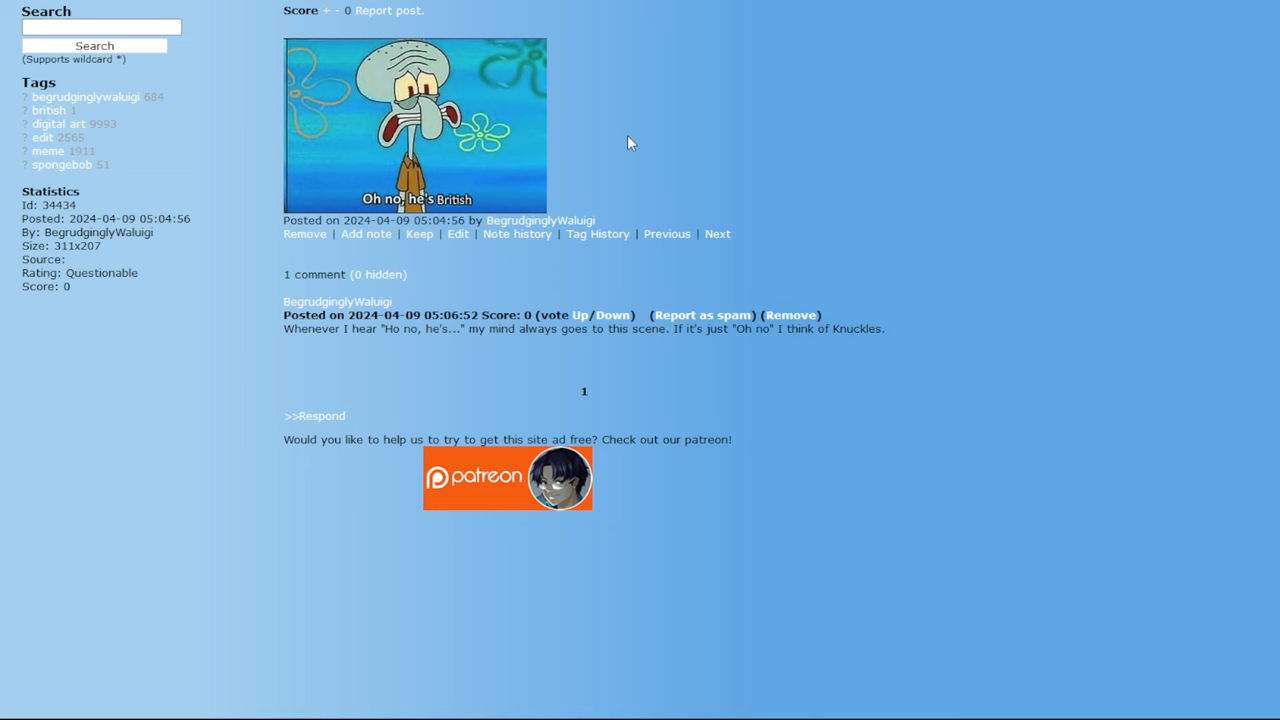 Search
Search
(Supports wildcard *)
Tags
? begrudginglywaluigi 684
? british 1
? digital art 9993
? edit 2565
? meme 1911
? spongebob 51
Statistics
Id: 34434
Posted: 2024-04-09 05:04:56
By: BegrudginglyWaluigi
Size: 311x207
Source:
Rating: Questionable
Score: 0
Score + - 0 Report post.
Oh no, he's British
Posted on 2024-04-09 05:04:56 by BegrudginglyWaluigi
Remove | Add note | Keep | Edit | Note history | Tag History | Previous | Next
1 comment (0 hidden)
BegrudginglyWaluigi
Posted on 2024-04-09 05:06:52 Score: 0 (vote Up/Down) (Report as spam) (Remove)
Whenever I hear "Ho no, he's..." my mind always goes to this scene. If it's just "Oh no" I think of Knuckles.
1
>>Respond
Would you like to help us to try to get this site ad free? Check out our patreon!
patreon